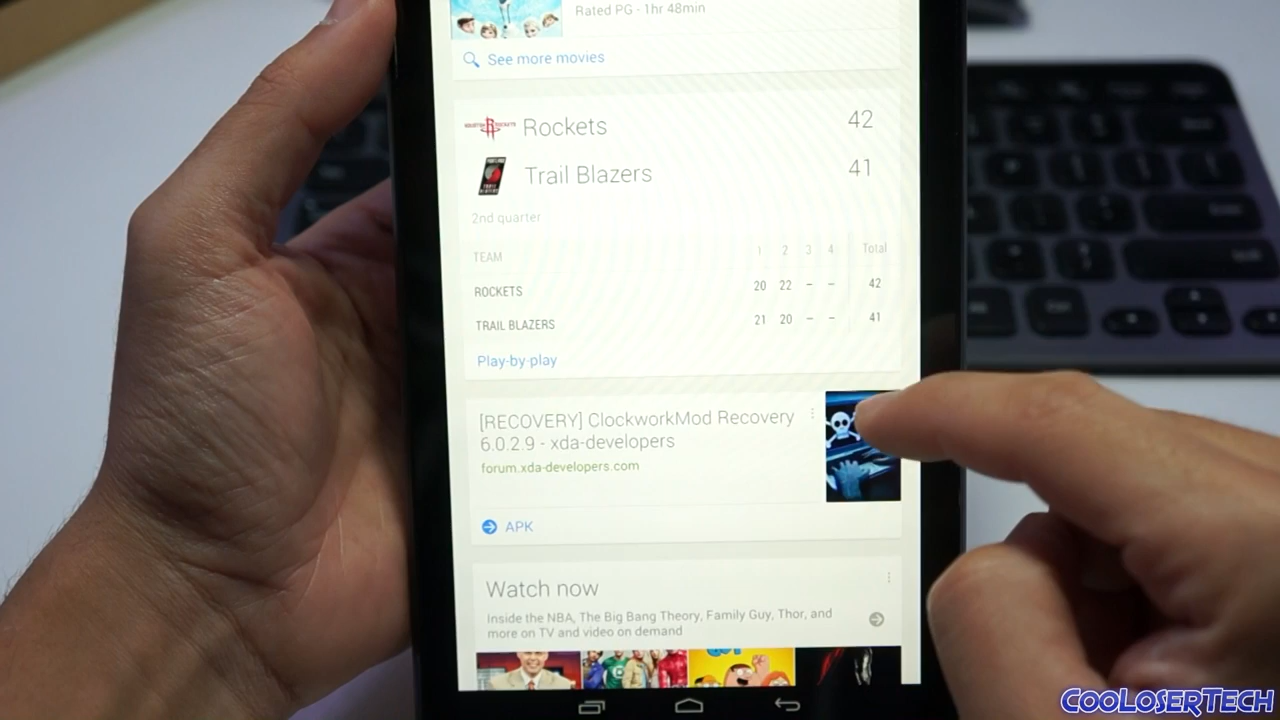 Rated PG - 1hr 48min
See more movies
Rockets 42
Trail Blazers 41
2nd quarter
TEAM 1 2 3 4 Total
ROCKETS 20 22 – – 42
TRAIL BLAZERS 21 20 – – 41
Play-by-play
[RECOVERY] ClockworkMod Recovery
6.0.2.9 - xda-developers
forum.xda-developers.com
APK
Watch now
Inside the NBA, The Big Bang Theory, Family Guy, Thor, and
more on TV and video on demand
COOLOSERTECH